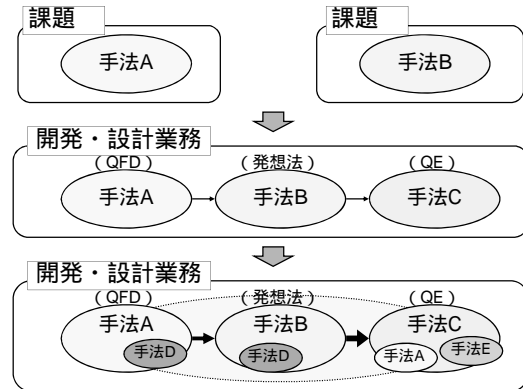 課題
課題
手法A
手法B
開発・設計業務
(QFD)
(発想法)
(QE)
手法A
手法B
手法C
開発・設計業務
(QFD)
(発想法)
(QE)
手法A
手法B
手法C
手法D
手法D
手法A
手法E